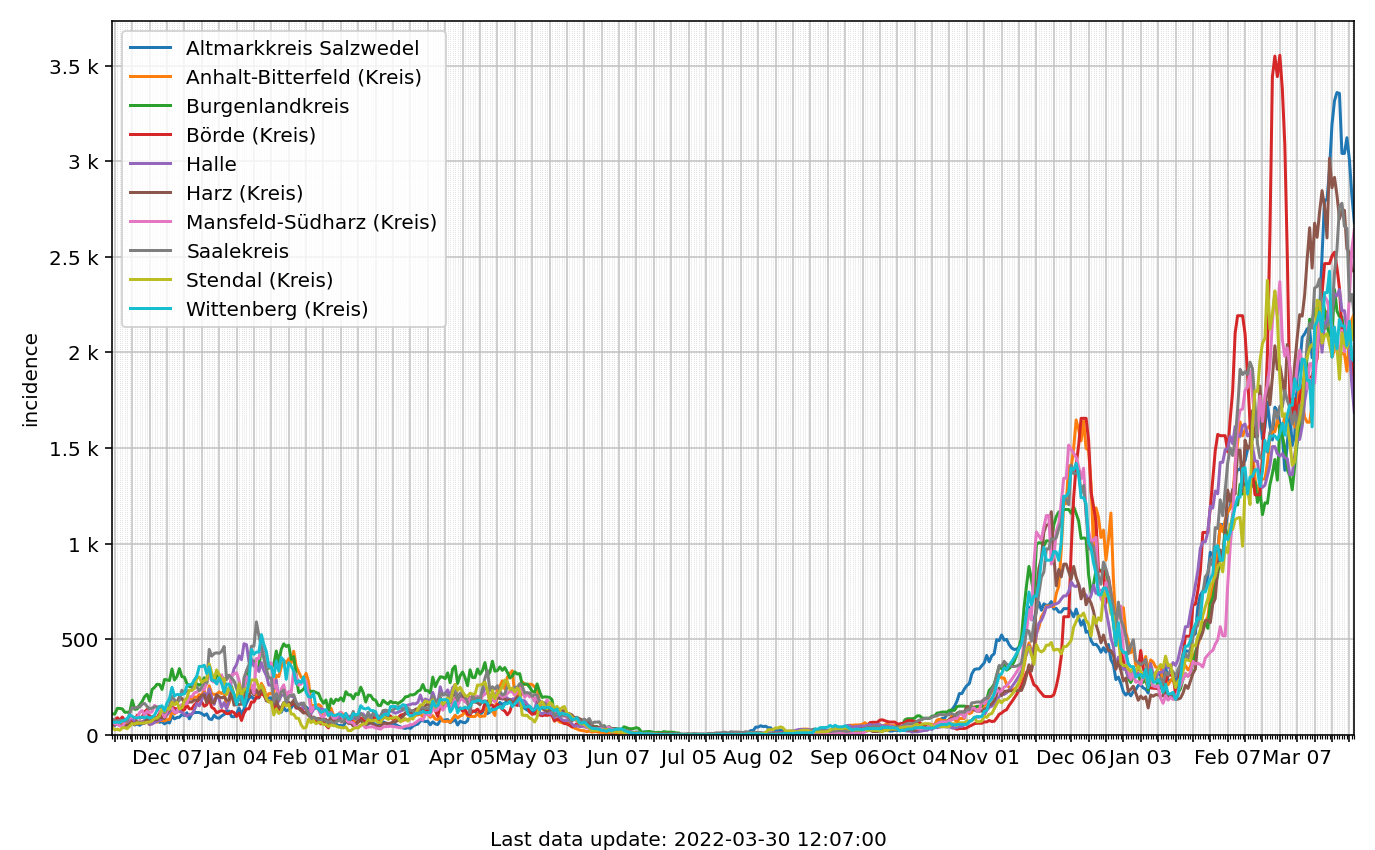 3.5 k
3 k
2.5 k
2 k
1.5 k
1 k
500
0
incidence
Altmarkkreis Salzwedel
Anhalt-Bitterfeld (Kreis)
Burgenlandkreis
Börde (Kreis)
Halle
Harz (Kreis)
Mansfeld-Südharz (Kreis)
Saalekreis
Stendal (Kreis)
Wittenberg (Kreis)
Dec 07 Jan 04 Feb 01 Mar 01 Apr 05 May 03 Jun 07 Jul 05 Aug 02 Sep 06 Oct 04 Nov 01 Dec 06 Jan 03 Feb 07 Mar 07
Last data update: 2022-03-30 12:07:00